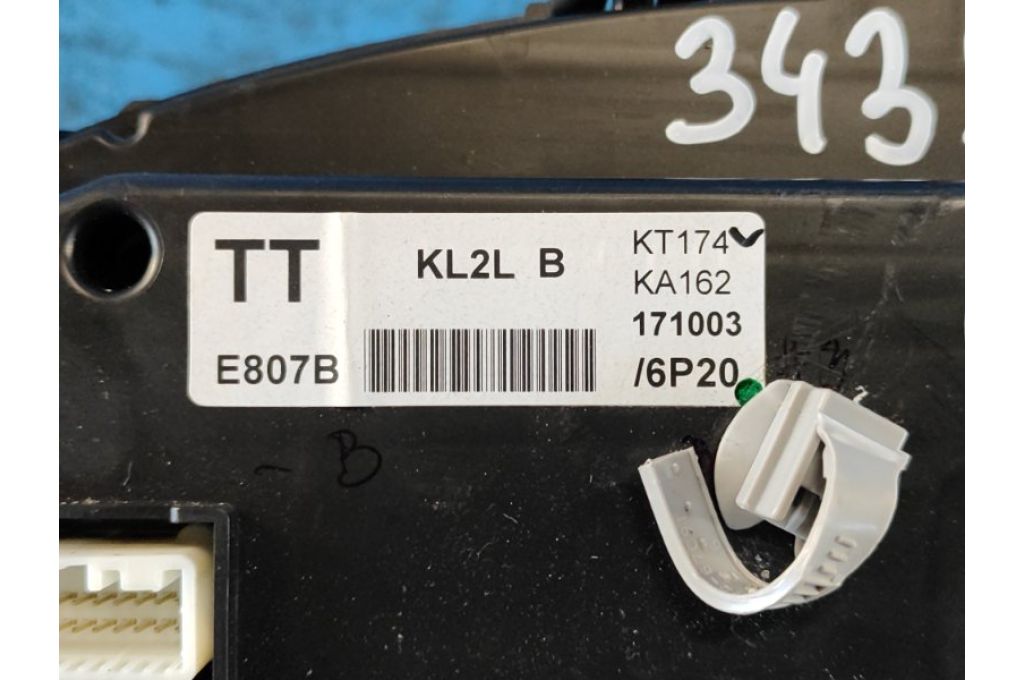 343
TT
KL2L B
KT174
KA162
171003
E807B
/6P20
- B